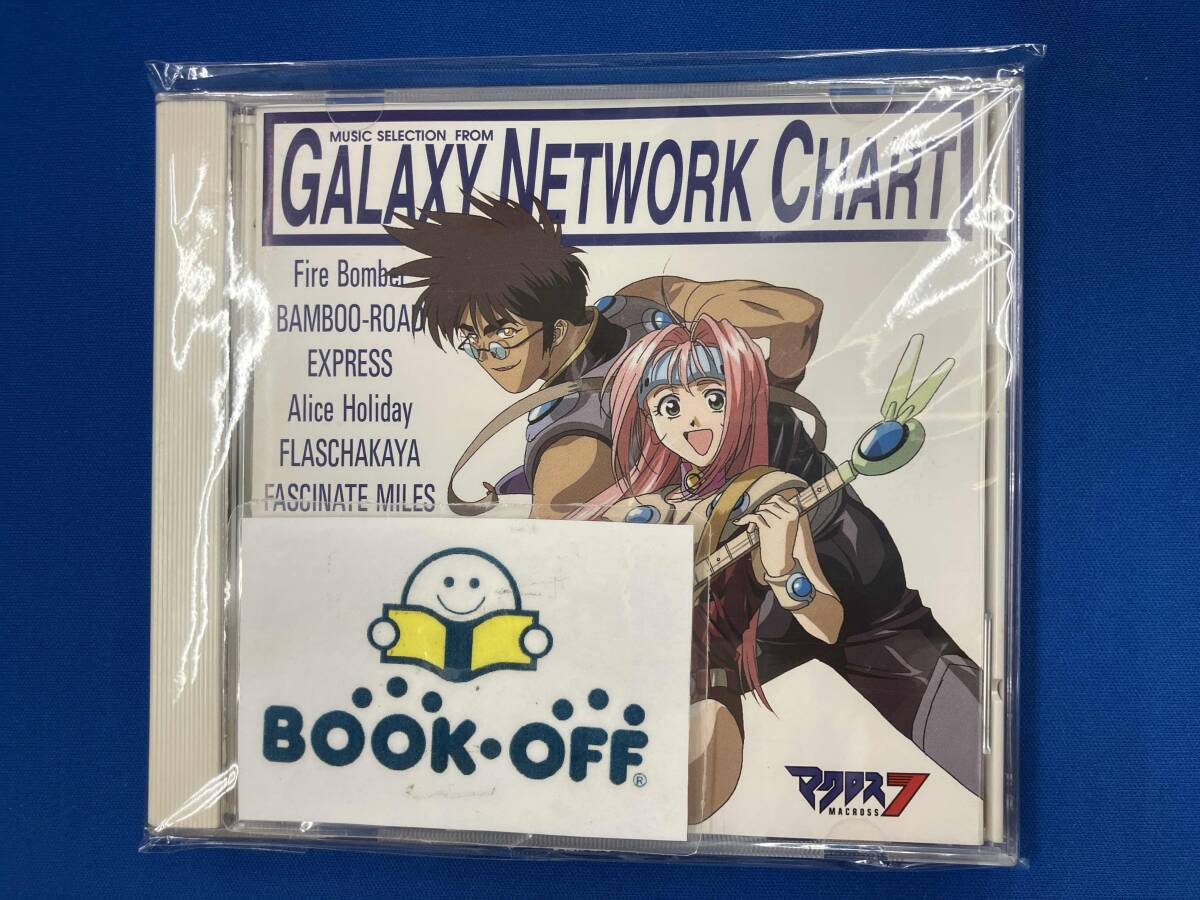 MUSIC SELECTION FROM
GALAXY NETWORK CHART
Fire Bomber
BAMBOO-ROAD
EXPRESS
Alice Holiday
FLASCHAKAYA
FASCINATE MILES
BOOK·OFF®
マクロス7
MACROSS